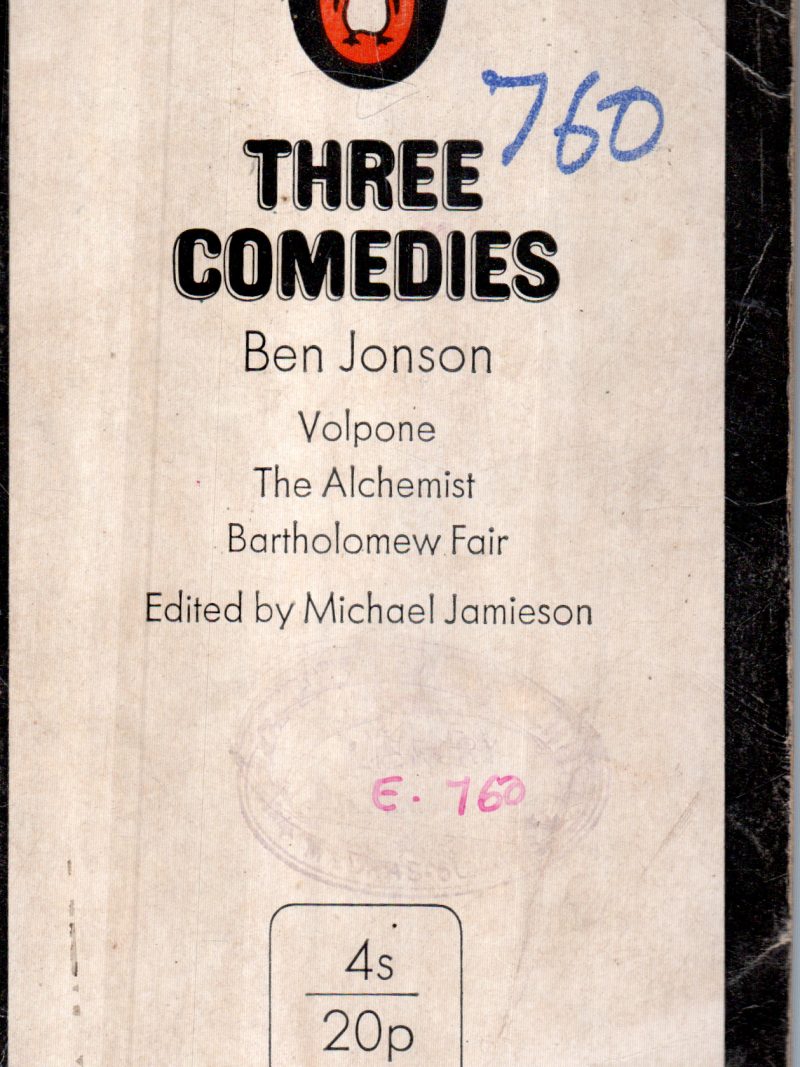 760
THREE
COMEDIES
Ben Jonson
Volpone
The Alchemist
Bartholomew Fair
Edited by Michael Jamieson
E. 760
4s
20p